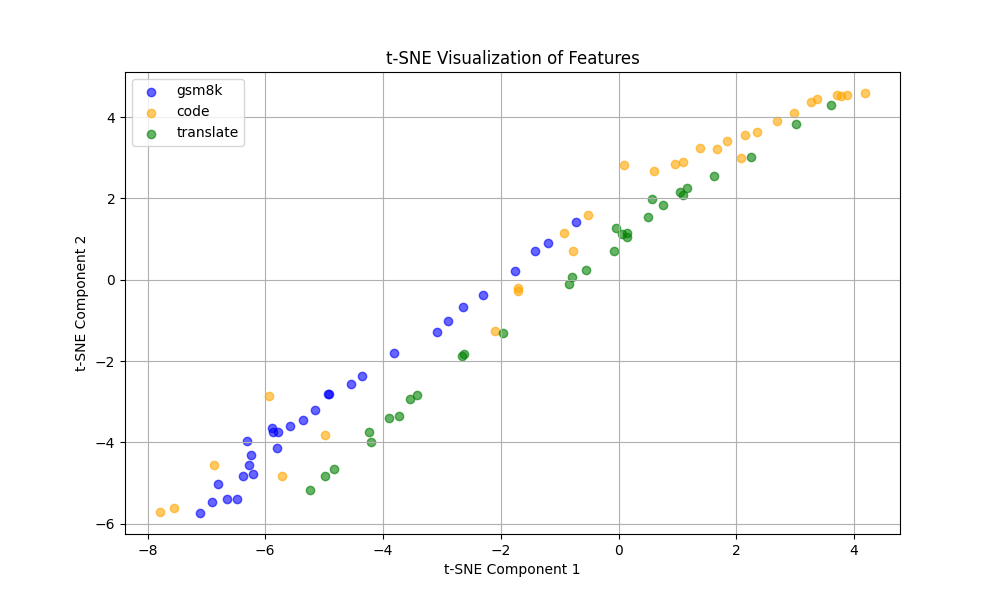 t-SNE Visualization of Features
gsm8k
code
translate
t-SNE Component 2
4
2
0
−2
−4
−6
−8
−6
−4
−2
0
2
4
t-SNE Component 1